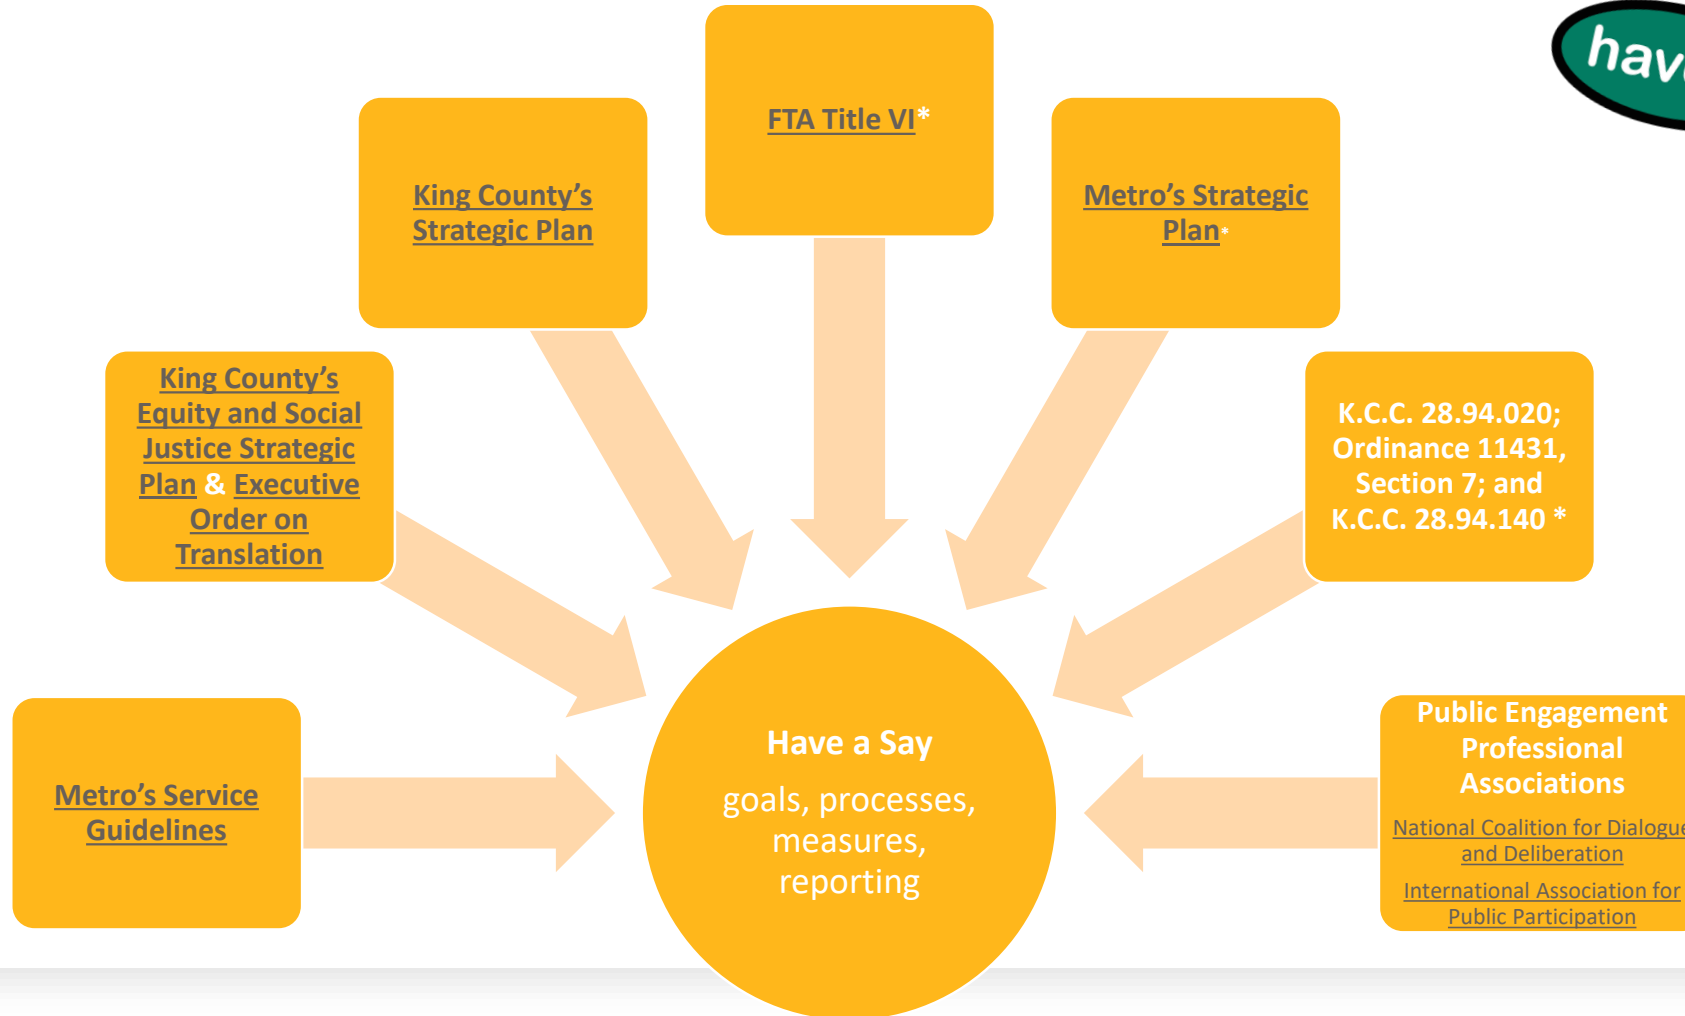 FTA Title VI*
King County’s
Strategic Plan
Metro’s Strategic
Plan*
King County’s
Equity and Social
Justice Strategic
Plan & Executive
Order on
Translation
K.C.C. 28.94.020;
Ordinance 11431,
Section 7; and
K.C.C. 28.94.140 *
Metro’s Service
Guidelines
Have a Say
goals, processes,
measures,
reporting
Public Engagement
Professional
Associations
National Coalition for Dialogue
and Deliberation
International Association for
Public Participation